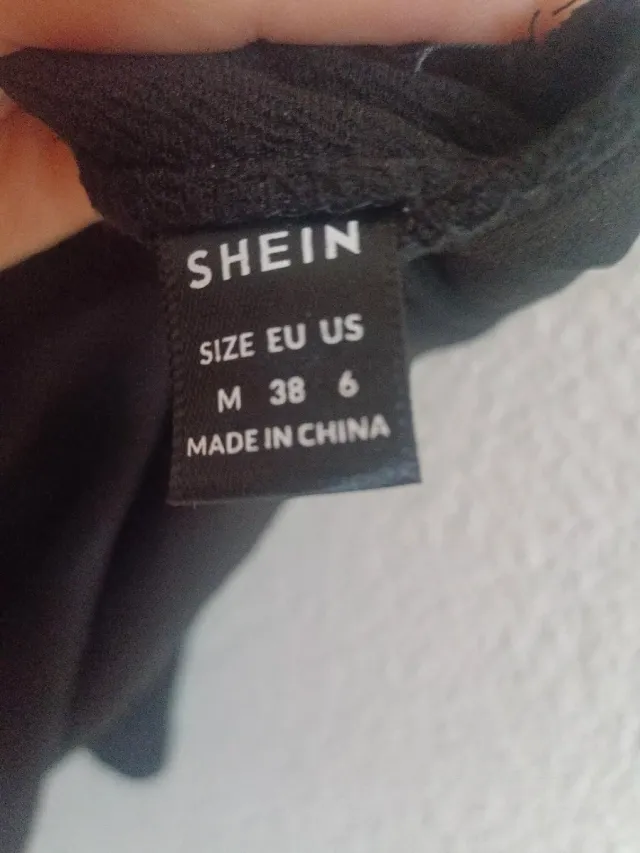 SHEIN
SIZE EU US
M 38 6
MADE IN CHINA